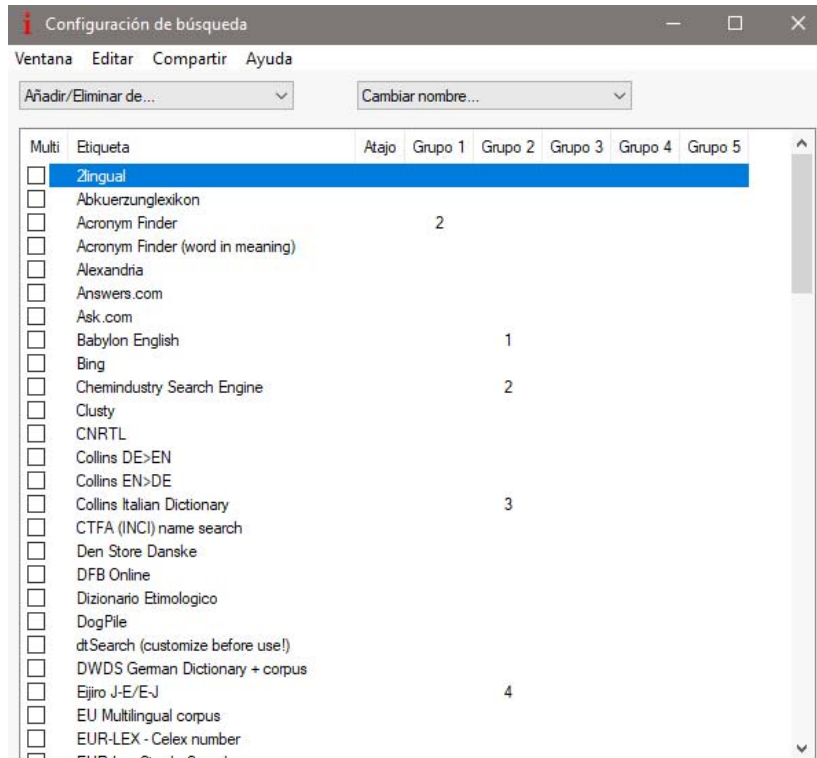 i Configuración de búsqueda
Ventana Editar Compartir Ayuda
Añadir/Eliminar de... Cambiar nombre...
Multi Etiqueta Atajo Grupo 1 Grupo 2 Grupo 3 Grupo 4 Grupo 5
2lingual
Abkuerzunglexikon
Acronym Finder 2
Acronym Finder (word in meaning)
Alexandria
Answers.com
Ask.com
Babylon English 1
Bing
Chemindustry Search Engine 2
Clusty
CNRTL
Collins DE>EN
Collins EN>DE
Collins Italian Dictionary 3
CTFA (INCI) name search
Den Store Danske
DFB Online
Dizionario Etimologico
DogPile
dtSearch (customize before use!)
DWDS German Dictionary + corpus
Eijiro J-E/E-J 4
EU Multilingual corpus
EUR-LEX - Celex number